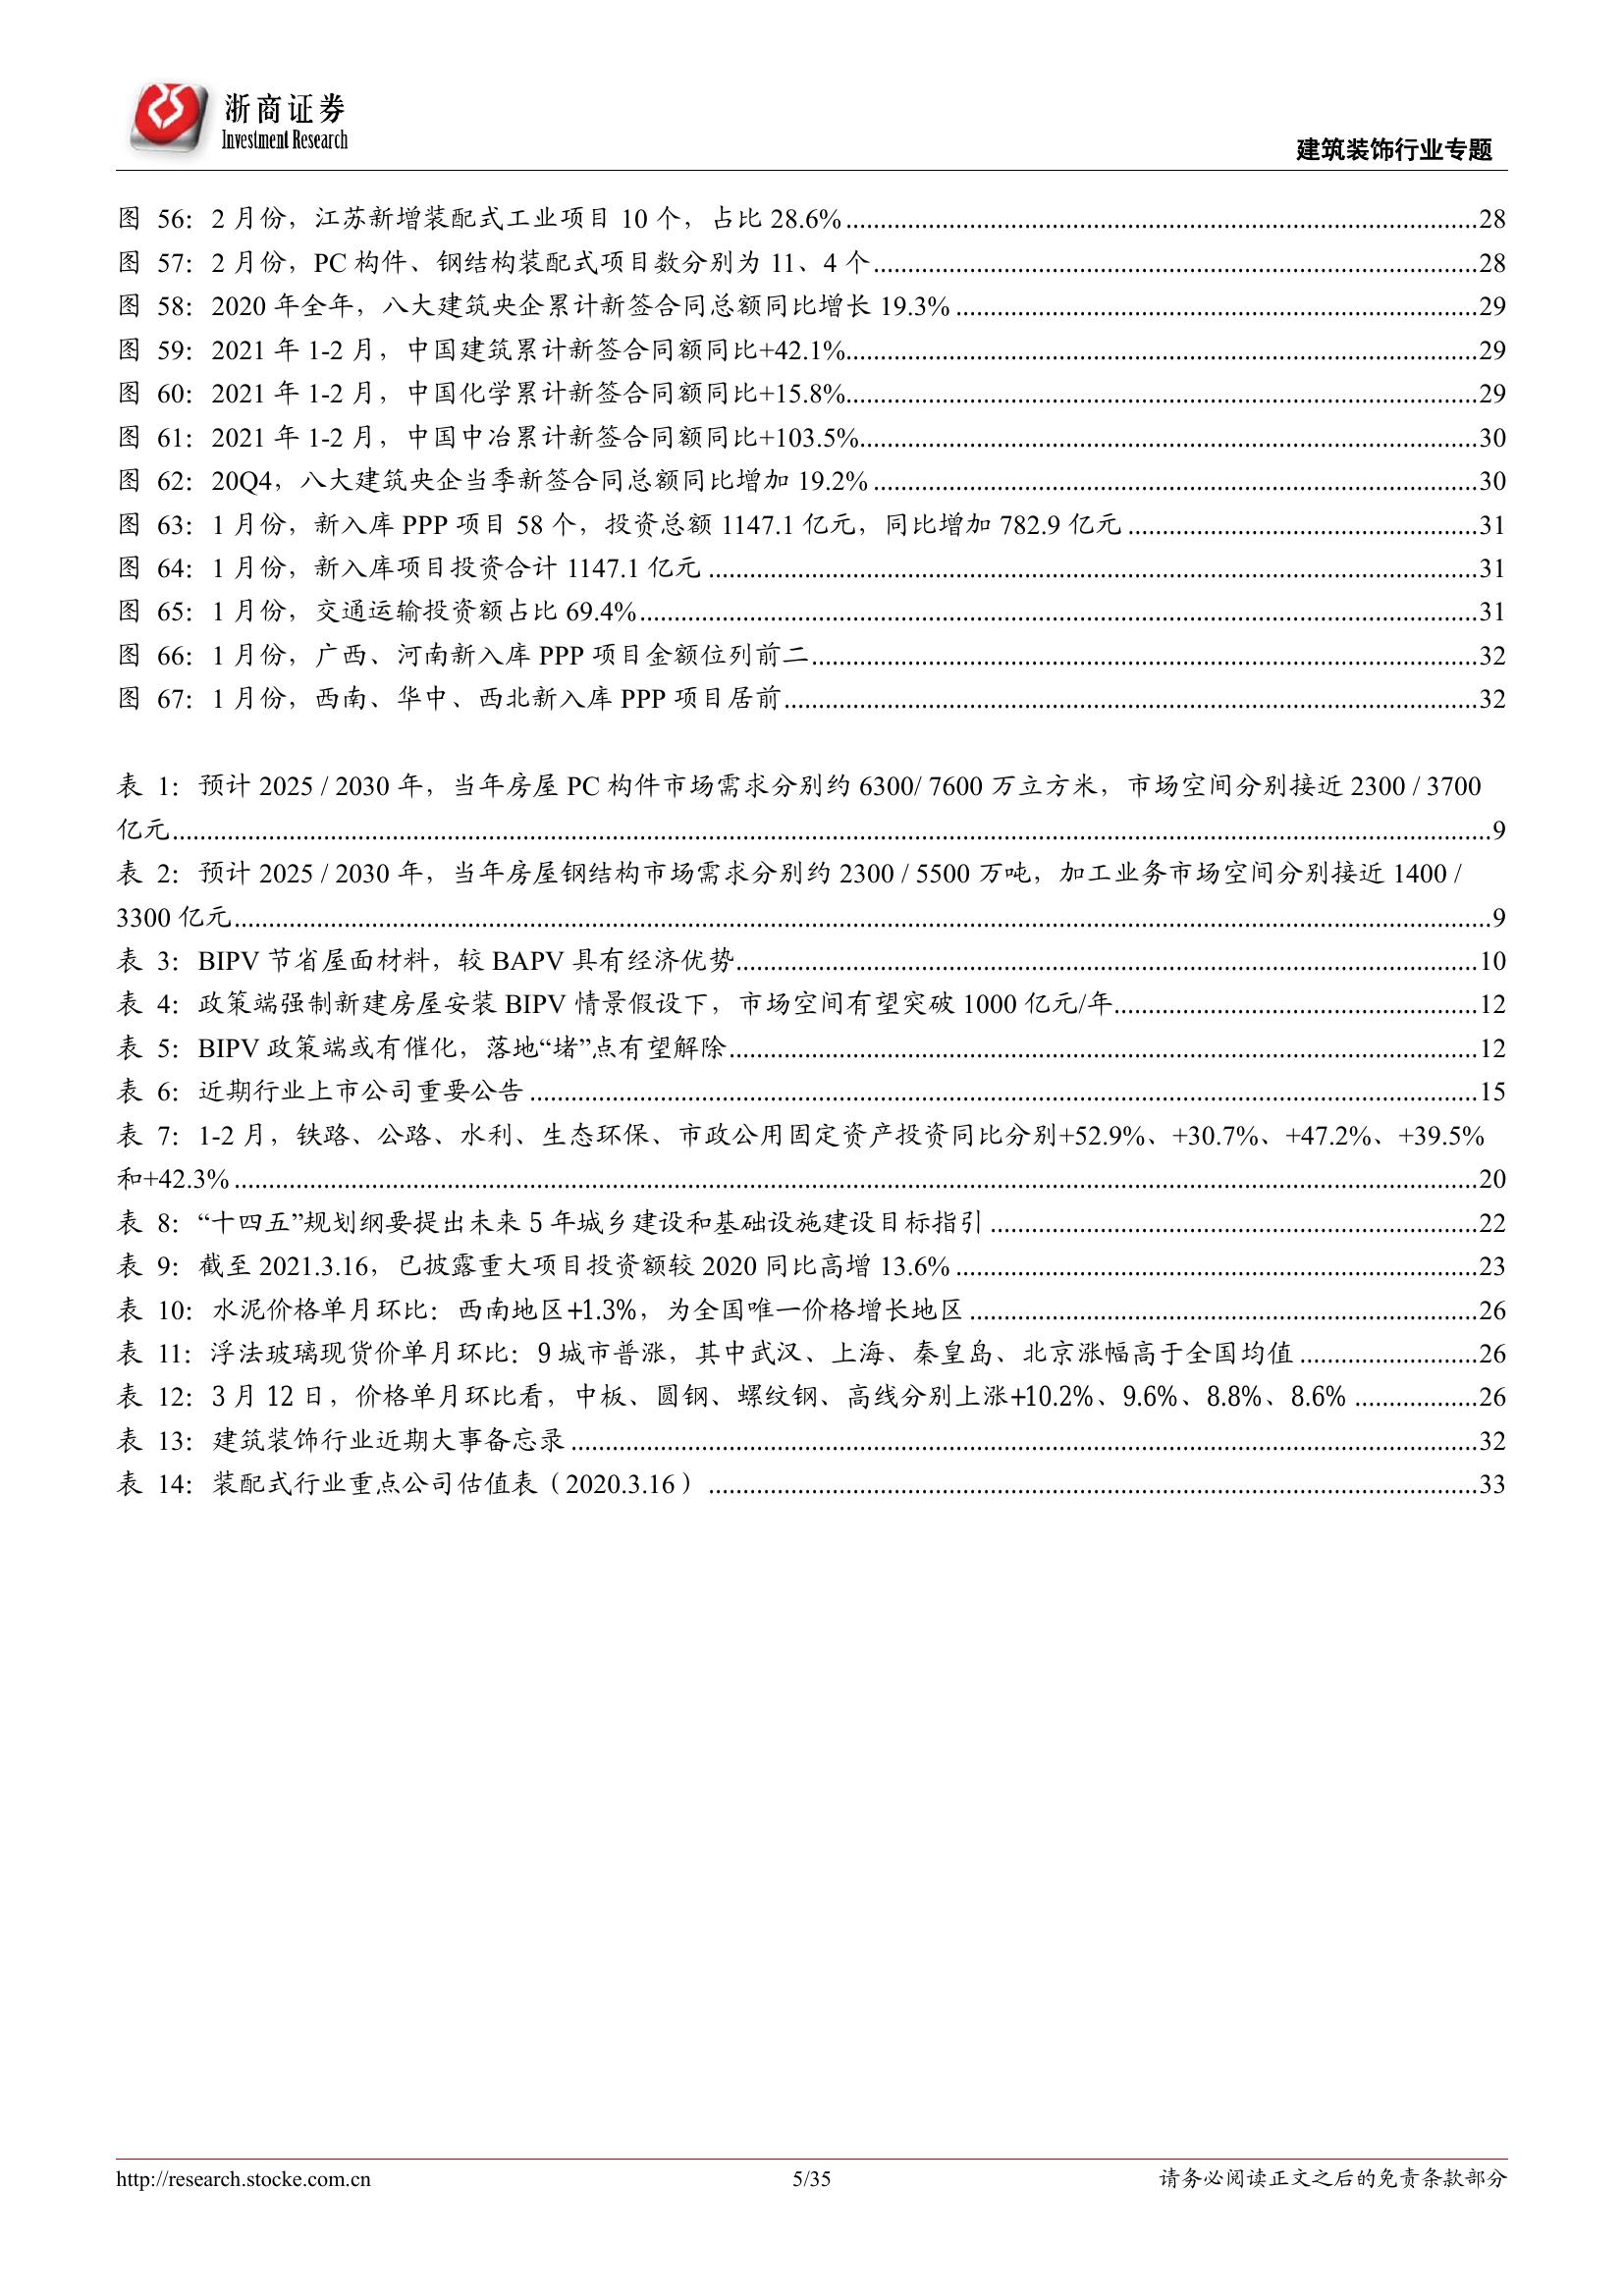 浙商证券
Investment Research
建筑装饰行业专题
图 56：2 月份，江苏新增装配式工业项目 10 个，占比 28.6%....................28
图 57：2 月份，PC 构件、钢结构装配式项目数分别为 11、4 个....................28
图 58：2020 年全年，八大建筑央企累计新签合同总额同比增长 19.3%....................29
图 59：2021 年 1-2 月，中国建筑累计新签合同额同比+42.1%....................29
图 60：2021 年 1-2 月，中国化学累计新签合同额同比+15.8%....................29
图 61：2021 年 1-2 月，中国中冶累计新签合同额同比+103.5%....................30
图 62：20Q4，八大建筑央企当季新签合同总额同比增加 19.2%....................30
图 63：1 月份，新入库 PPP 项目 58 个，投资总额 1147.1 亿元，同比增加 782.9 亿元....................31
图 64：1 月份，新入库项目投资合计 1147.1 亿元....................31
图 65：1 月份，交通运输投资额占比 69.4%....................31
图 66：1 月份，广西、河南新入库 PPP 项目金额位列前二....................32
图 67：1 月份，西南、华中、西北新入库 PPP 项目居前....................32
表 1：预计 2025 / 2030 年，当年房屋 PC 构件市场需求分别约 6300/ 7600 万立方米，市场空间分别接近 2300 / 3700
亿元....................9
表 2：预计 2025 / 2030 年，当年房屋钢结构市场需求分别约 2300 / 5500 万吨，加工业务市场空间分别接近 1400 /
3300 亿元....................9
表 3：BIPV 节省屋面材料，较 BAPV 具有经济优势....................10
表 4：政策端强制新建房屋安装 BIPV 情景假设下，市场空间有望突破 1000 亿元/年....................12
表 5：BIPV 政策端或有催化，落地“堵”点有望解除....................12
表 6：近期行业上市公司重要公告....................15
表 7：1-2 月，铁路、公路、水利、生态环保、市政公用固定资产投资同比分别+52.9%、+30.7%、+47.2%、+39.5%
和+42.3%....................20
表 8：“十四五”规划纲要提出未来 5 年城乡建设和基础设施建设目标指引....................22
表 9：截至 2021.3.16，已披露重大项目投资额较 2020 同比高增 13.6%....................23
表 10：水泥价格单月环比：西南地区+1.3%，为全国唯一价格增长地区....................26
表 11：浮法玻璃现货价单月环比：9 城市普涨，其中武汉、上海、秦皇岛、北京涨幅高于全国均值....................26
表 12：3 月 12 日，价格单月环比看，中板、圆钢、螺纹钢、高线分别上涨+10.2%、9.6%、8.8%、8.6%....................26
表 13：建筑装饰行业近期大事备忘录....................32
表 14：装配式行业重点公司估值表（2020.3.16）....................33
http://research.stocke.com.cn
5/35
请务必阅读正文之后的免责条款部分